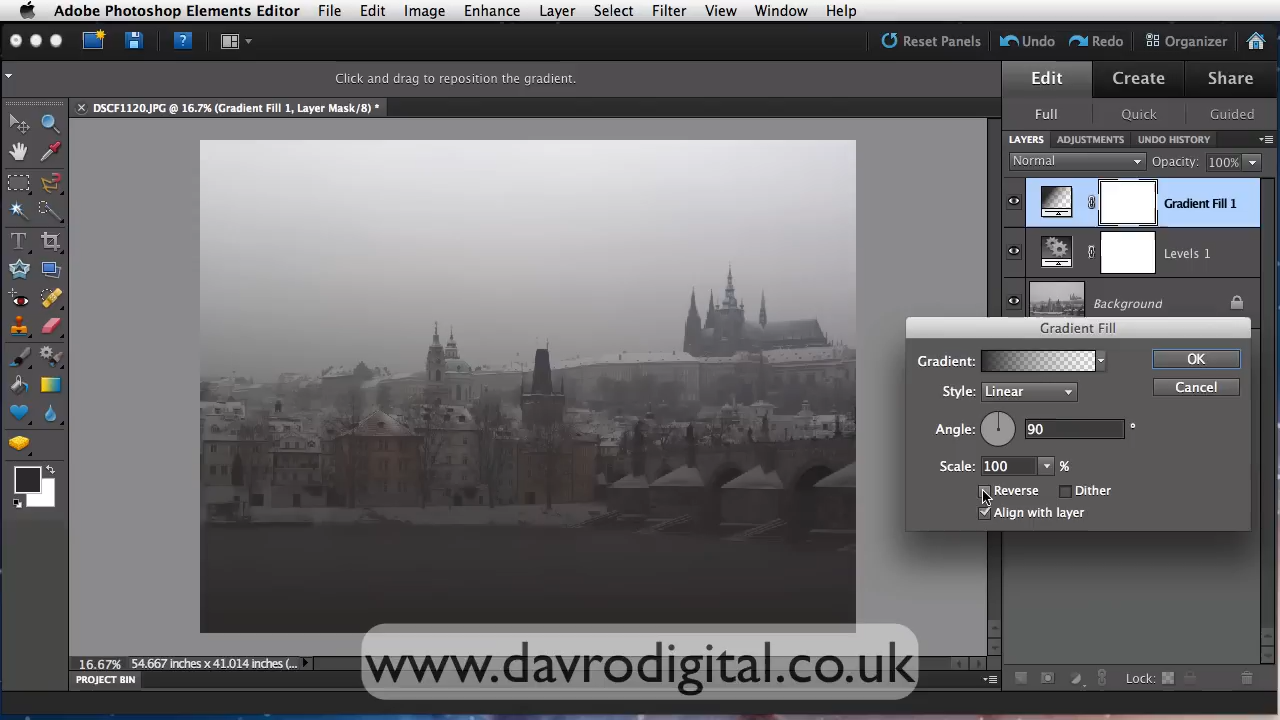 Adobe Photoshop Elements Editor File Edit Image Enhance Layer Select Filter View Window Help
? Reset Panels Undo Redo Organizer
Click and drag to reposition the gradient.
Edit Create Share
DSCF1120.JPG @ 16.7% (Gradient Fill 1, Layer Mask/8) *
Full Quick Guided
LAYERS ADJUSTMENTS UNDO HISTORY
Normal Opacity: 100%
Gradient Fill 1
Levels 1
Background
Gradient Fill
Gradient: OK
Style: Linear Cancel
Angle: 90 °
Scale: 100 %
Reverse Dither
Align with layer
T
16.67% 54.667 inches x 41.014 inches (...
PROJECT BIN
Lock:
www.davrodigital.co.uk